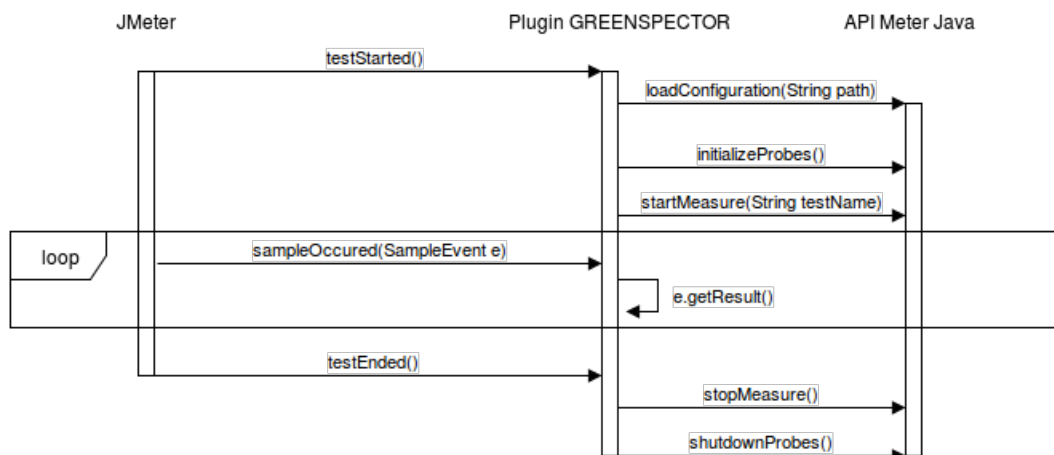 JMeter
Plugin GREENSPECTOR
API Meter Java
testStarted()
loadConfiguration(String path)
initializeProbes()
startMeasure(String testName)
loop
sampleOccured(SampleEvent e)
e.getResult()
testEnded()
stopMeasure()
shutdownProbes()